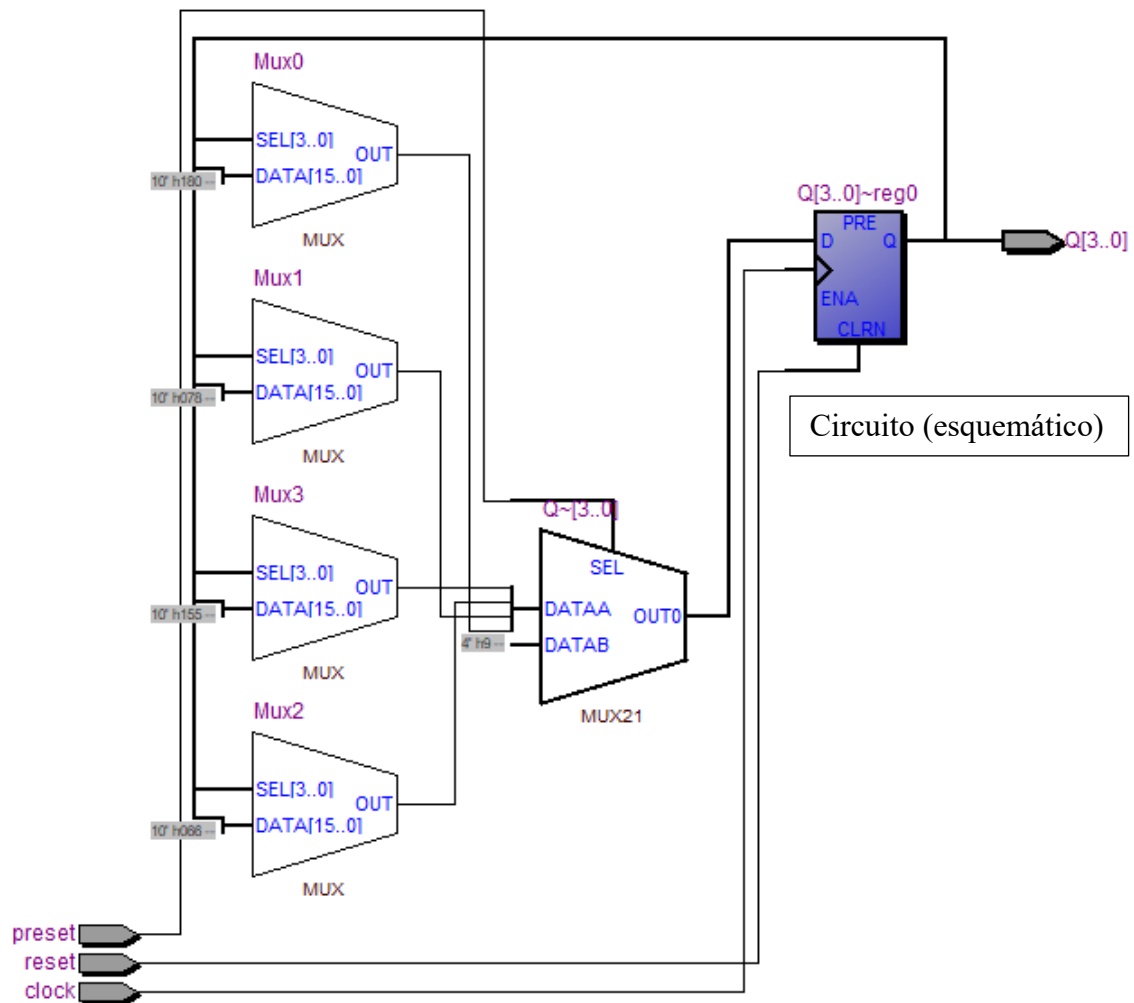 Mux0
SEL[3..0]
OUT
DATA[15..0]
10' h180 --
MUX
Mux1
SEL[3..0]
OUT
DATA[15..0]
10' h078 --
MUX
Mux3
SEL[3..0]
OUT
DATA[15..0]
10' h155 --
MUX
Mux2
SEL[3..0]
OUT
DATA[15..0]
10' h066 --
MUX
Q~[3..0]
SEL
DATAA
OUT0
4' h9 --
DATAB
MUX21
Q[3..0]~reg0
PRE
D
Q
ENA
CLRN
Q[3..0]
Circuito (esquemático)
preset
reset
clock